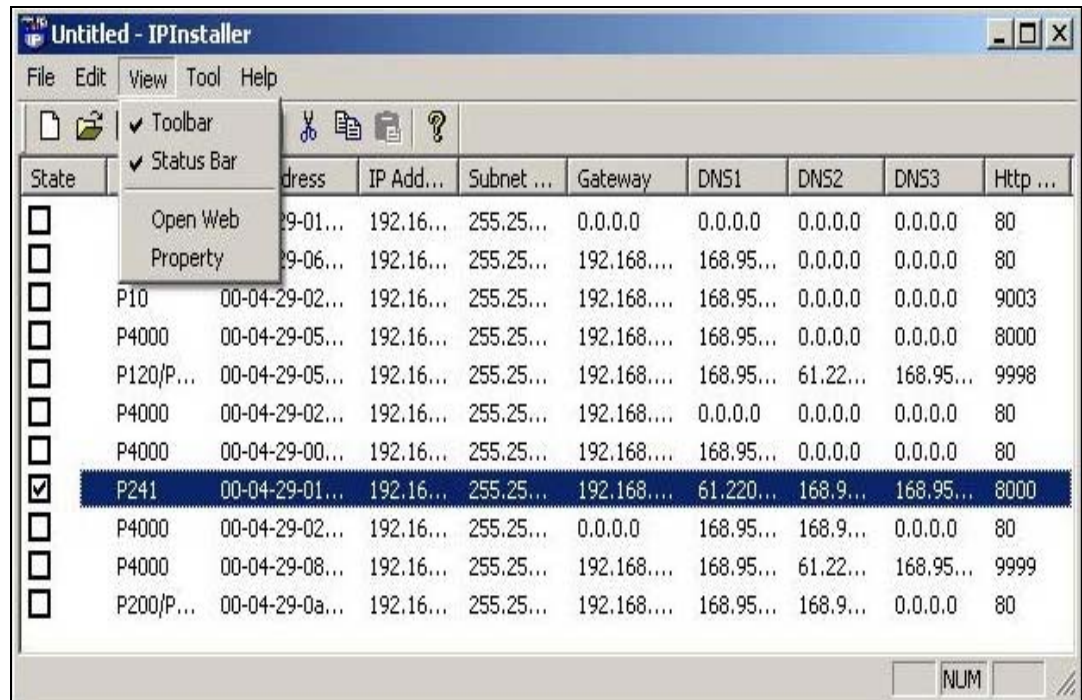 Untitled - IPInstaller
File Edit View Tool Help
Toolbar
Status Bar
Open Web
Property
State dress IP Add... Subnet ... Gateway DNS1 DNS2 DNS3 Http ...
9-01... 192.16... 255.25... 0.0.0.0 0.0.0.0 0.0.0.0 0.0.0.0 80
29-06... 192.16... 255.25... 192.168.... 168.95... 0.0.0.0 0.0.0.0 80
P10 00-04-29-02... 192.16... 255.25... 192.168.... 168.95... 0.0.0.0 0.0.0.0 9003
P4000 00-04-29-05... 192.16... 255.25... 192.168.... 168.95... 0.0.0.0 0.0.0.0 8000
P120/P... 00-04-29-05... 192.16... 255.25... 192.168.... 168.95... 61.22... 168.95... 9998
P4000 00-04-29-02... 192.16... 255.25... 192.168.... 0.0.0.0 0.0.0.0 0.0.0.0 80
P4000 00-04-29-00... 192.16... 255.25... 192.168.... 168.95... 0.0.0.0 0.0.0.0 80
P241 00-04-29-01... 192.16... 255.25... 192.168.... 61.220... 168.9... 168.95... 8000
P4000 00-04-29-02... 192.16... 255.25... 0.0.0.0 168.95... 168.9... 0.0.0.0 80
P4000 00-04-29-08... 192.16... 255.25... 192.168.... 168.95... 61.22... 168.95... 9999
P200/P... 00-04-29-0a... 192.16... 255.25... 192.168.... 168.95... 168.9... 0.0.0.0 80
NUM